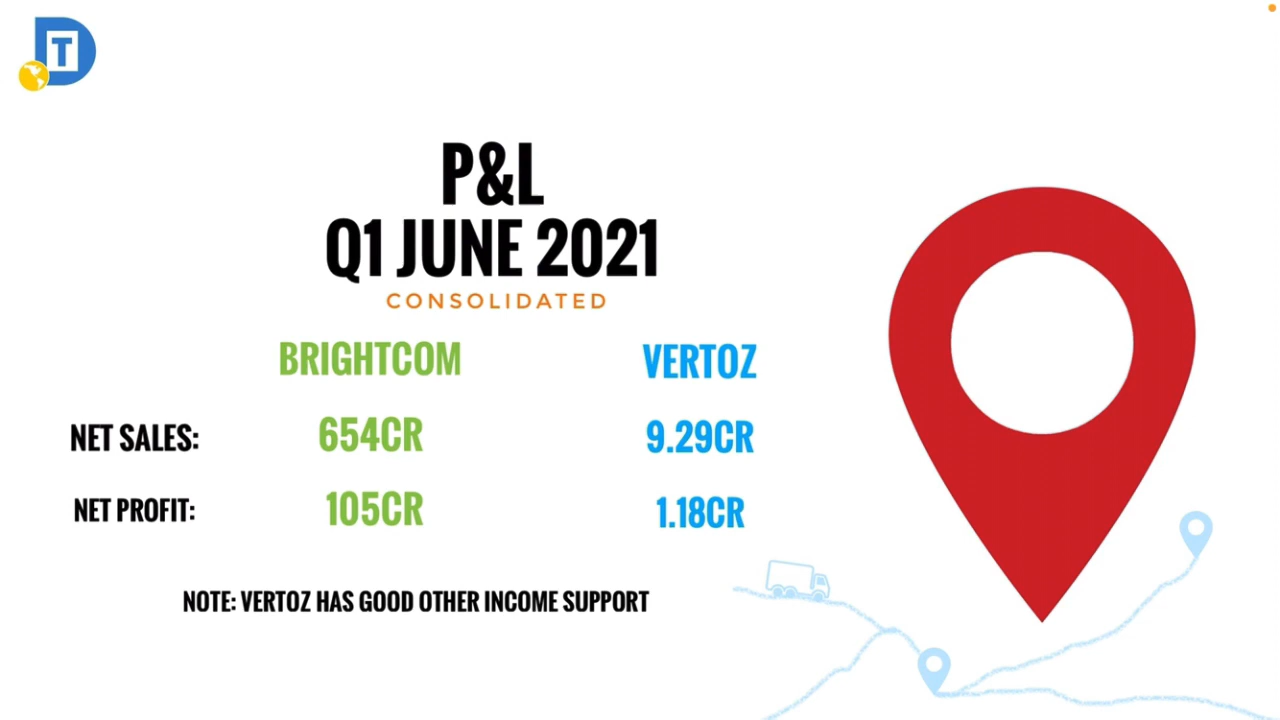 T
P&L
Q1 JUNE 2021
CONSOLIDATED
BRIGHTCOM VERTOZ
NET SALES: 654CR 9.29CR
NET PROFIT: 105CR 1.18CR
NOTE: VERTOZ HAS GOOD OTHER INCOME SUPPORT